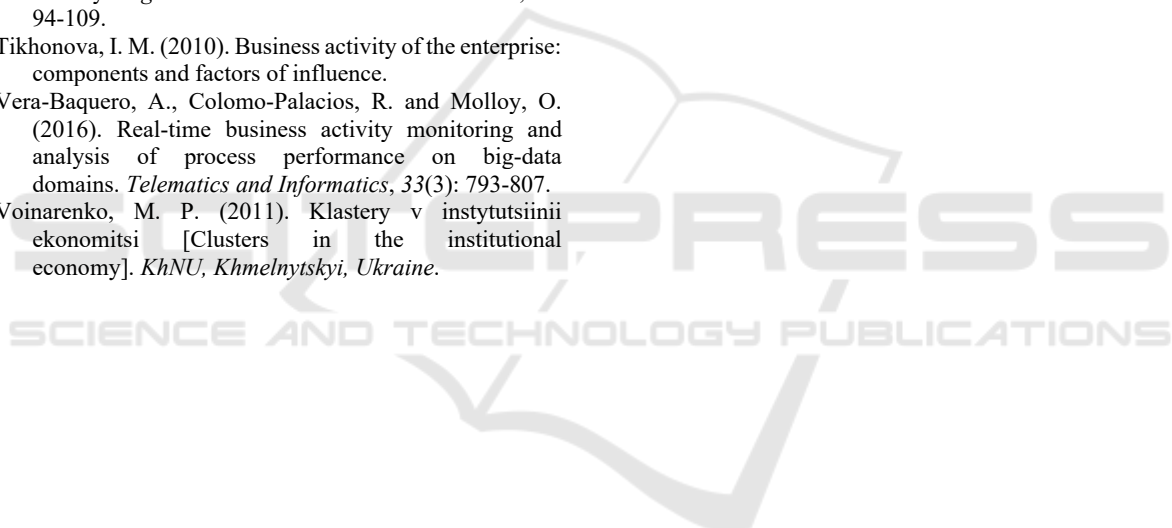 94-109.
Tikhonova, I. M. (2010). Business activity of the enterprise:
components and factors of influence.
Vera-Baquero, A., Colomo-Palacios, R. and Molloy, O.
(2016). Real-time business activity monitoring and
analysis of process performance on big-data
domains. Telematics and Informatics, 33(3): 793-807.
Voinarenko, M. P. (2011). Klastery v instytutsiinii
ekonomitsi [Clusters in the institutional
economy]. KhNU, Khmelnytskyi, Ukraine.
SCITEPRESS
SCIENCE AND TECHNOLOGY PUBLICATIONS